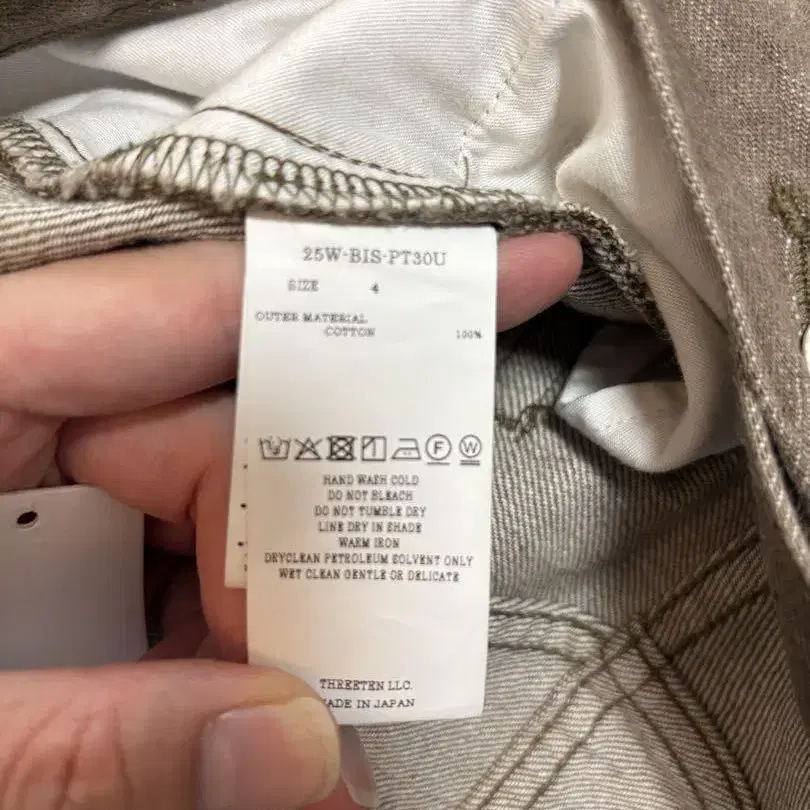 25W-BIS-PT30U
SIZE 4
OUTER MATERIAL
COTTON 100%
F W
HAND WASH COLD
DO NOT BLEACH
DO NOT TUMBLE DRY
LINE DRY IN SHADE
WARM IRON
DRYCLEAN PETROLEUM SOLVENT ONLY
WET CLEAN GENTLE OR DELICATE
THREETEN LLC.
MADE IN JAPAN